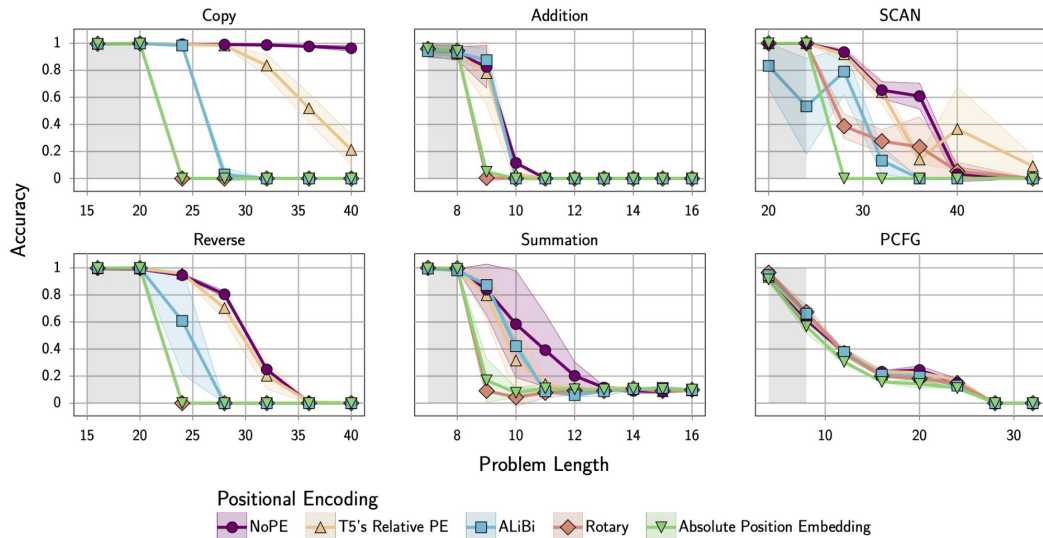 Copy
Addition
SCAN
1
0.8
0.6
0.4
0.2
0
15 20 25 30 35 40
8 10 12 14 16
20 30 40
Accuracy
Reverse
Summation
PCFG
1
0.8
0.6
0.4
0.2
0
15 20 25 30 35 40
8 10 12 14 16
10 20 30
Problem Length
Positional Encoding
NoPE T5's Relative PE ALiBi Rotary Absolute Position Embedding